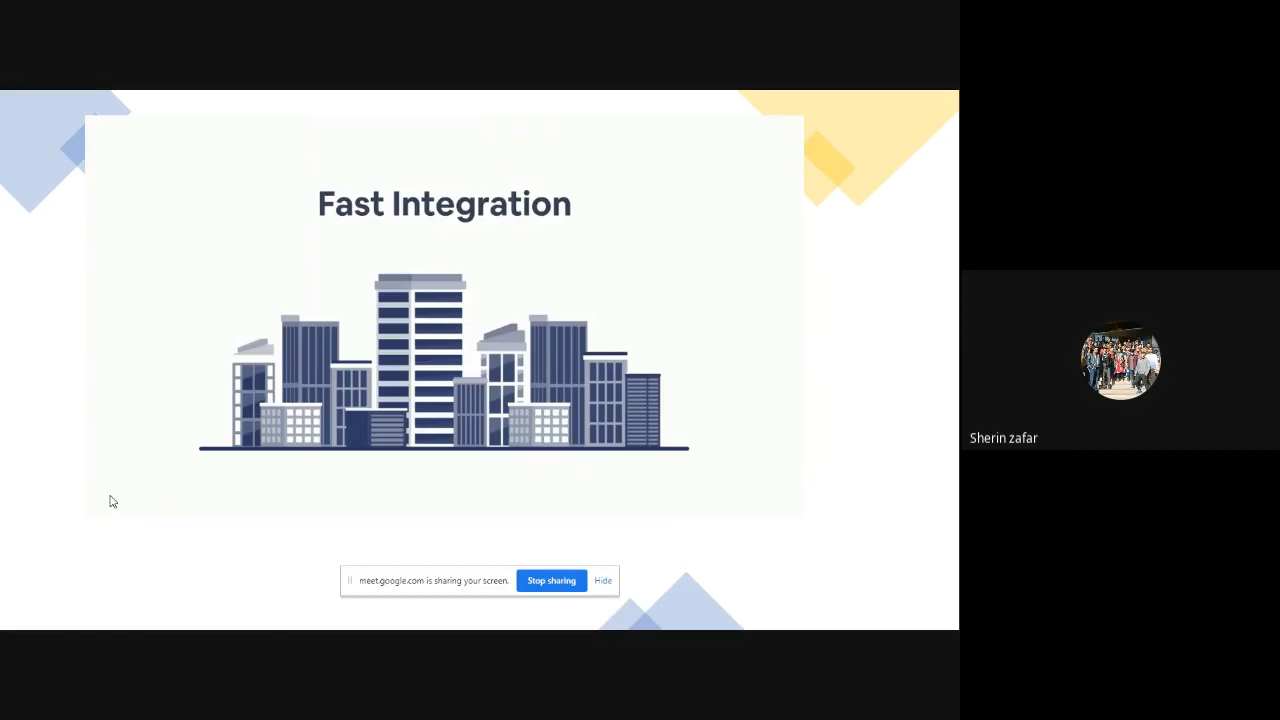 Fast Integration
meet.google.com is sharing your screen. Stop sharing Hide
Sherin zafar